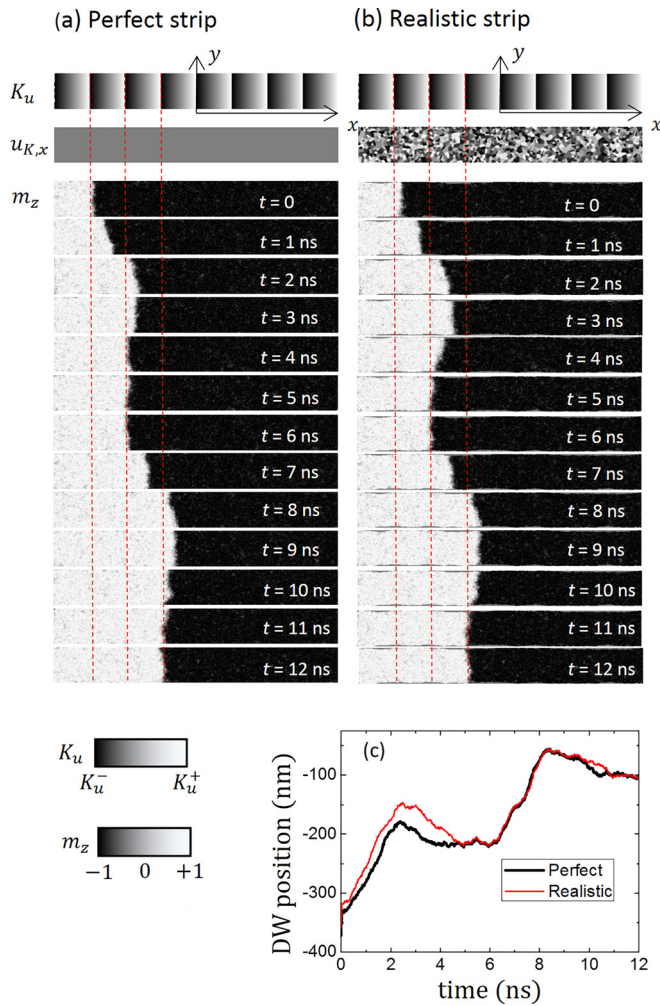 (a) Perfect strip
(b) Realistic strip
y
y
K_u
x
x
u_{K,x}
m_z
t = 0
t = 1 ns
t = 2 ns
t = 3 ns
t = 4 ns
t = 5 ns
t = 6 ns
t = 7 ns
t = 8 ns
t = 9 ns
t = 10 ns
t = 11 ns
t = 12 ns
t = 0
t = 1 ns
t = 2 ns
t = 3 ns
t = 4 ns
t = 5 ns
t = 6 ns
t = 7 ns
t = 8 ns
t = 9 ns
t = 10 ns
t = 11 ns
t = 12 ns
K_u
K_u^- K_u^+
m_z
−1 0 +1
(c)
DW position (nm)
-100
-200
-300
-400
Perfect
Realistic
0 2 4 6 8 10 12
time (ns)